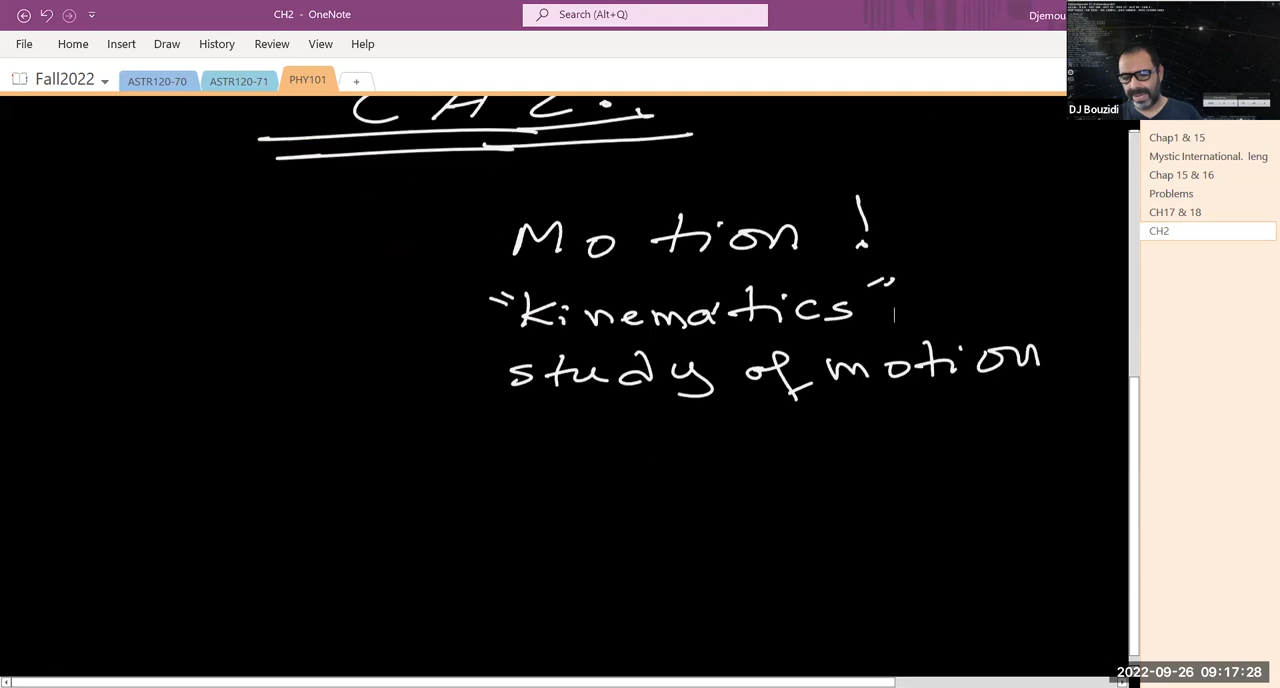 CH2 - OneNote
Search (Alt+Q)
Djemou
File Home Insert Draw History Review View Help
Fall2022 ASTR120-70 ASTR120-71 PHY101 +
DJ Bouzidi
Chap1 & 15
Mystic International. leng
Chap 15 & 16
Problems
CH17 & 18
CH2
CH2:
Motion!
"kinematics"
study of motion
2022-09-26 09:17:28